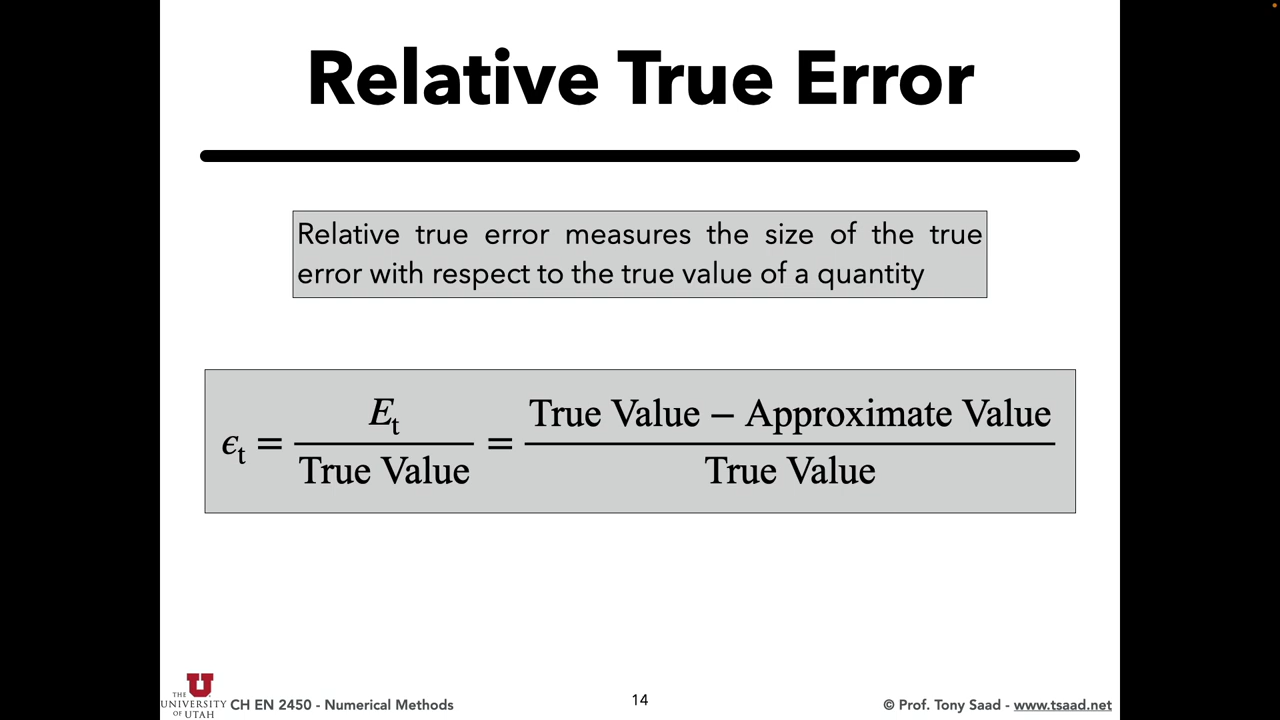 Relative True Error
Relative true error measures the size of the true
error with respect to the true value of a quantity
ϵt = Et / True Value = True Value − Approximate Value / True Value
THE
UNIVERSITY
OF UTAH
CH EN 2450 - Numerical Methods
14
© Prof. Tony Saad - www.tsaad.net